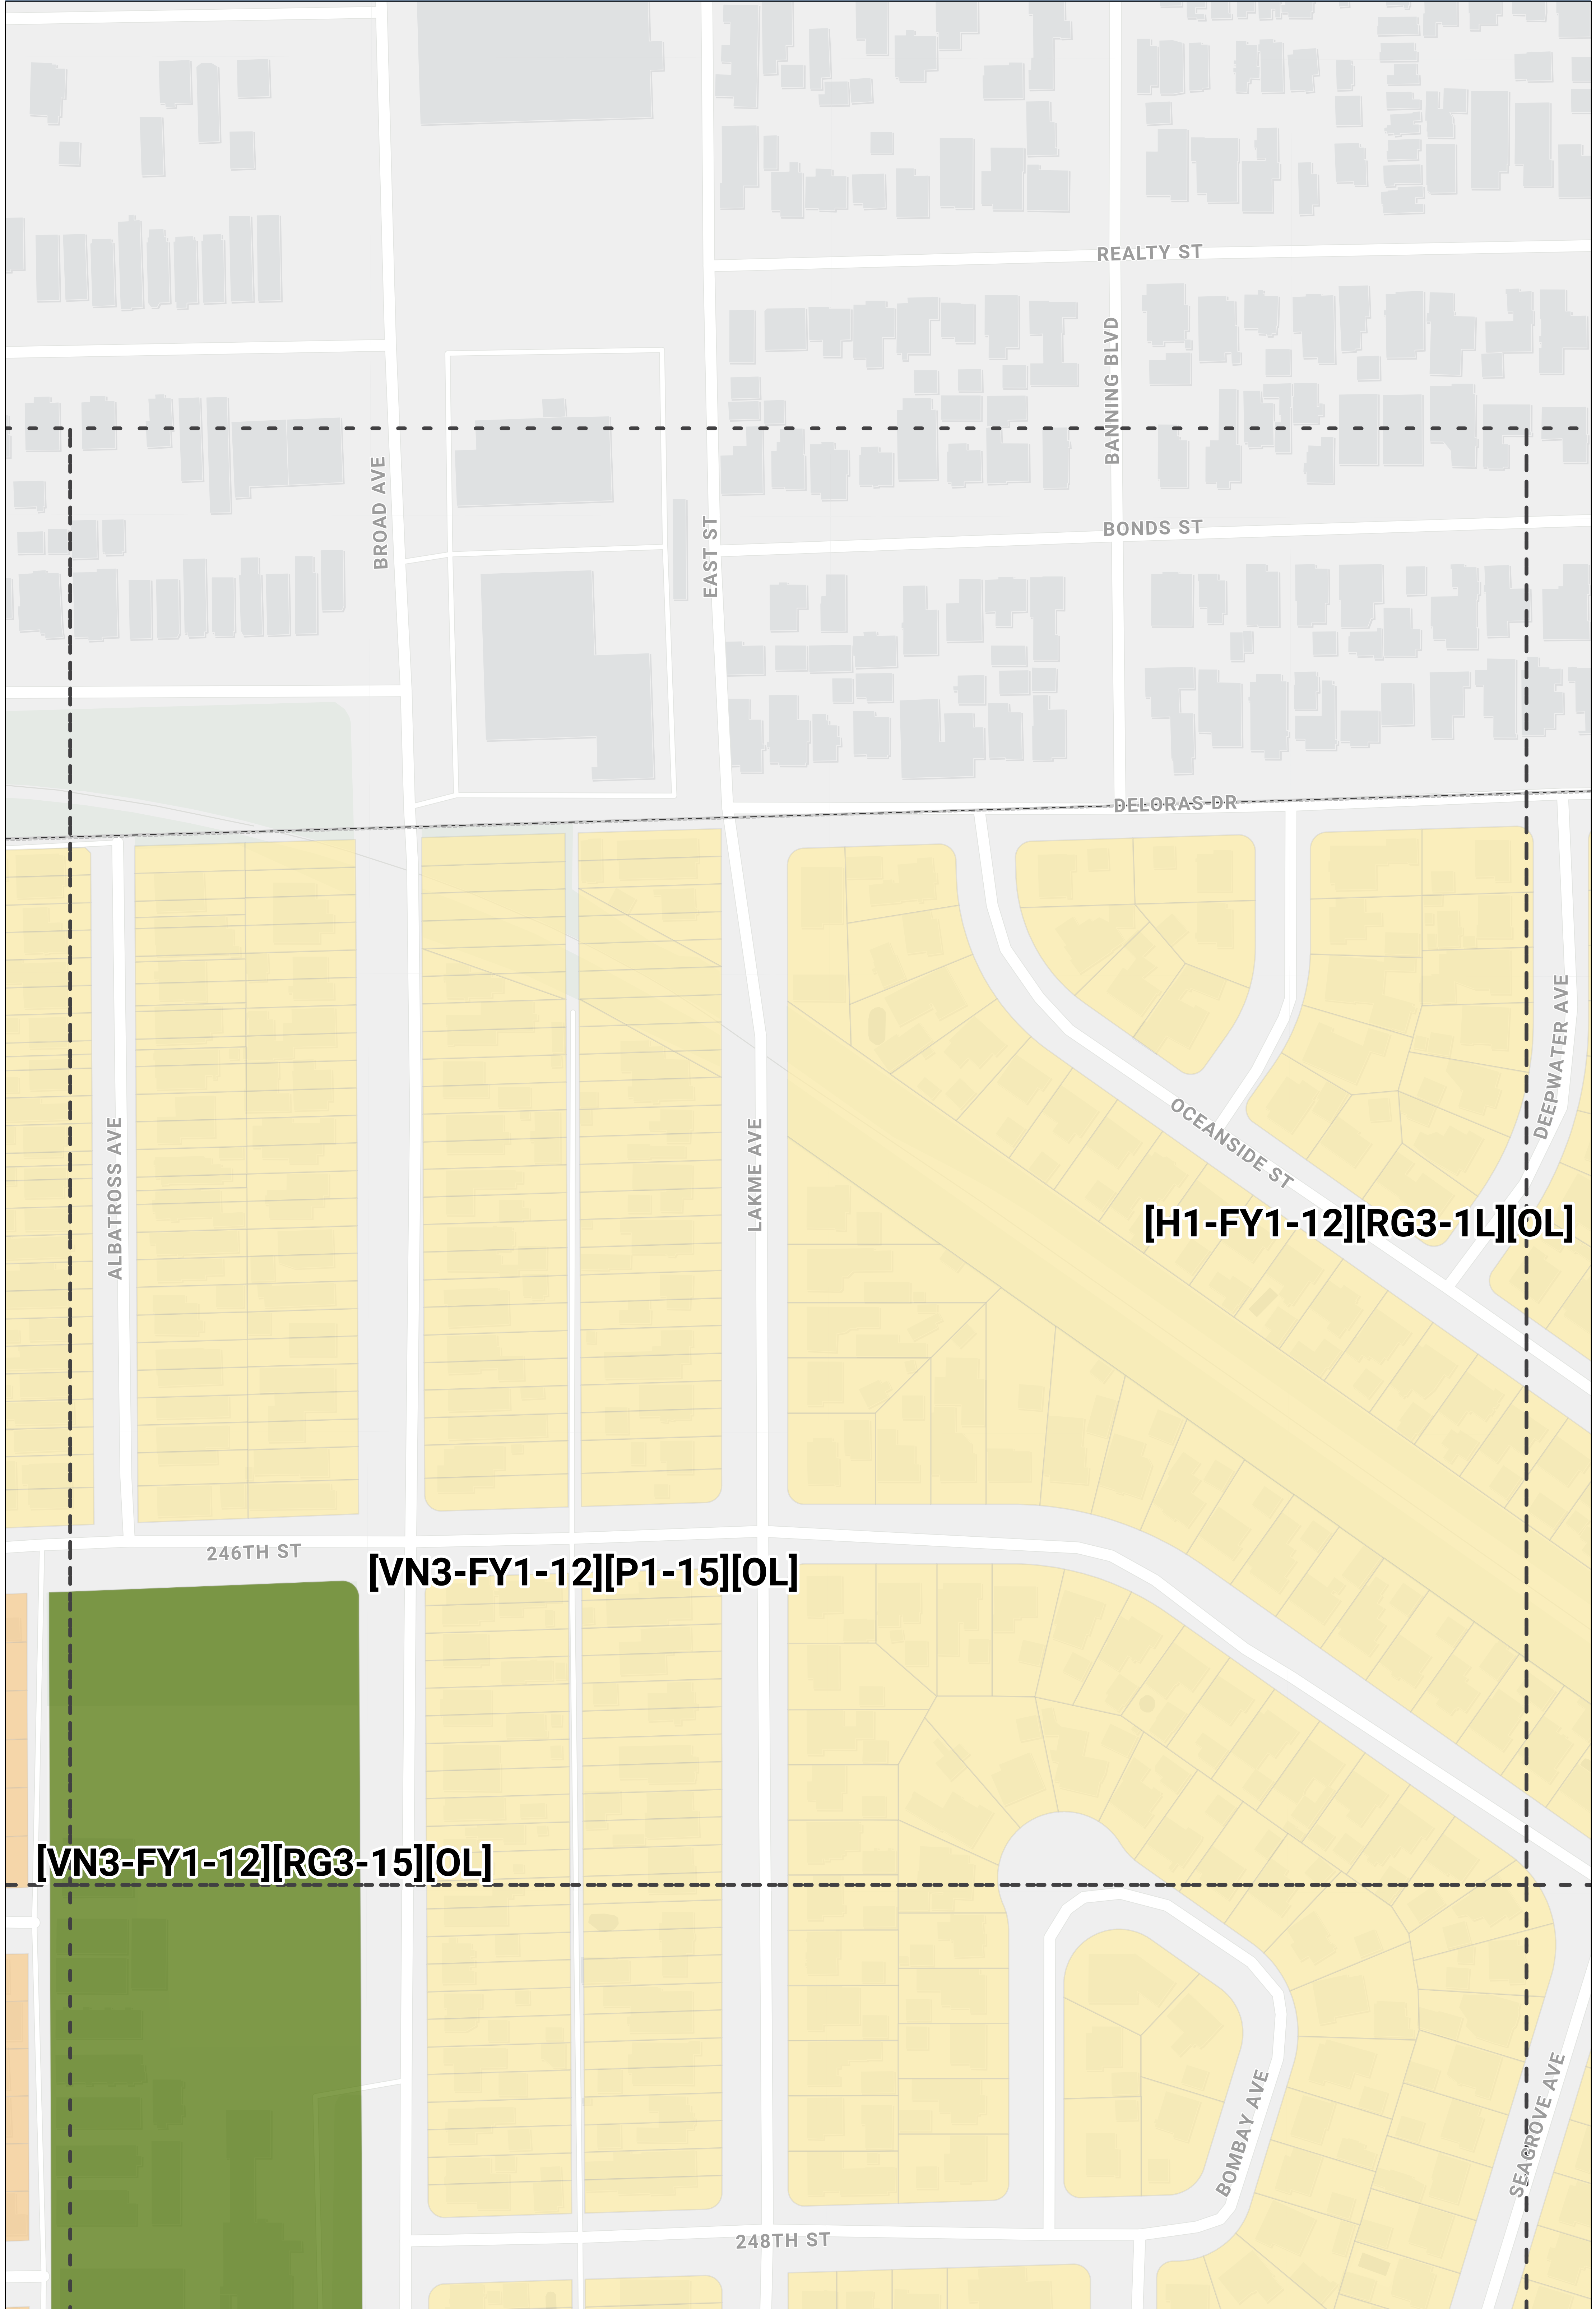 REALTY ST
BANNING BLVD
BROAD AVE
EAST ST
BONDS ST
DELORAS DR
DEEPWATER AVE
OCEANSIDE ST
ALBATROSS AVE
LAKME AVE
[H1-FY1-12][RG3-1L][OL]
246TH ST
[VN3-FY1-12][P1-15][OL]
[VN3-FY1-12][RG3-15][OL]
BOMBAY AVE
SEAGROVE AVE
248TH ST